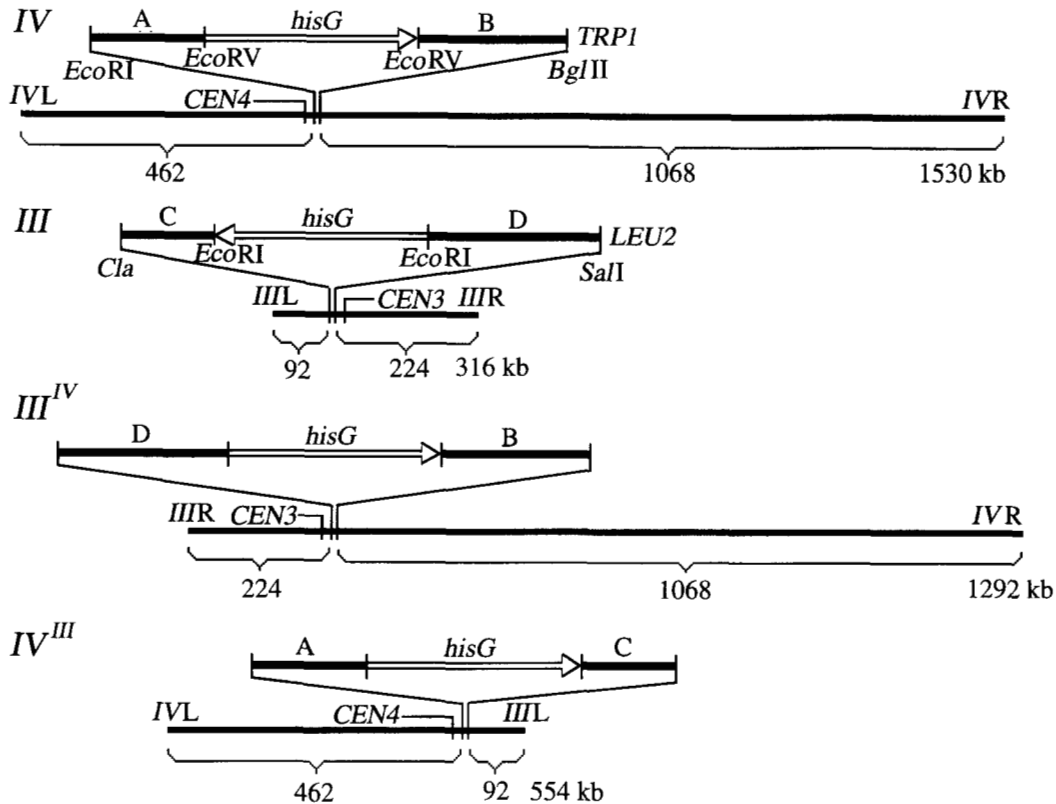 IV
A hisG B TRP1
EcoRI EcoRV EcoRV BglII
IVL CEN4 IVR
462 1068 1530 kb
III
C hisG D LEU2
Cla EcoRI EcoRI SalI
IIIL CEN3 IIIR
92 224 316 kb
III^IV
D hisG B
IIIR CEN3 IVR
224 1068 1292 kb
IV^III
A hisG C
IVL CEN4 IIIL
462 92 554 kb